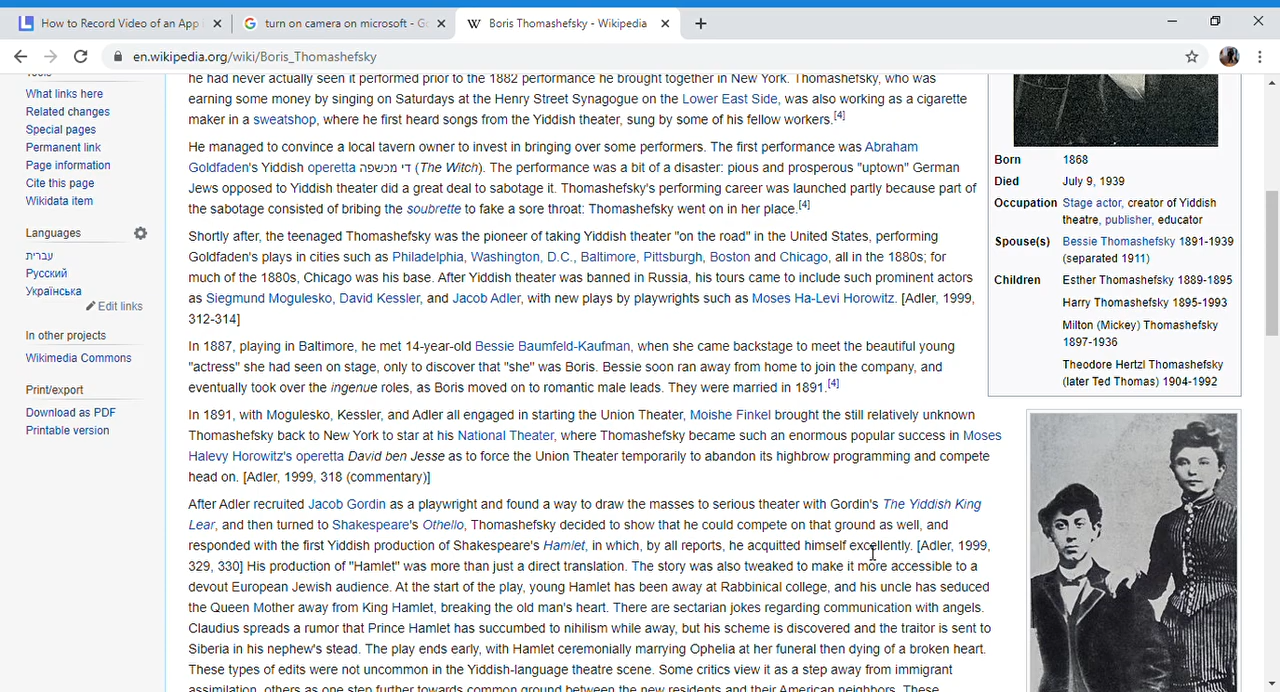 How to Record Video of an App
turn on camera on microsoft - G
Boris Thomashefsky - Wikipedia
en.wikipedia.org/wiki/Boris_Thomashefsky
Tools
What links here
Related changes
Special pages
Permanent link
Page information
Cite this page
Wikidata item
Languages
עברית
Русский
Українська
Edit links
In other projects
Wikimedia Commons
Print/export
Download as PDF
Printable version
he had never actually seen it performed prior to the 1882 performance he brought together in New York. Thomashefsky, who was
earning some money by singing on Saturdays at the Henry Street Synagogue on the Lower East Side, was also working as a cigarette
maker in a sweatshop, where he first heard songs from the Yiddish theater, sung by some of his fellow workers.[4]
He managed to convince a local tavern owner to invest in bringing over some performers. The first performance was Abraham
Goldfaden's Yiddish operetta די מכשפה (The Witch). The performance was a bit of a disaster: pious and prosperous "uptown" German
Jews opposed to Yiddish theater did a great deal to sabotage it. Thomashefsky's performing career was launched partly because part of
the sabotage consisted of bribing the soubrette to fake a sore throat: Thomashefsky went on in her place.[4]
Shortly after, the teenaged Thomashefsky was the pioneer of taking Yiddish theater "on the road" in the United States, performing
Goldfaden's plays in cities such as Philadelphia, Washington, D.C., Baltimore, Pittsburgh, Boston and Chicago, all in the 1880s; for
much of the 1880s, Chicago was his base. After Yiddish theater was banned in Russia, his tours came to include such prominent actors
as Siegmund Mogulesko, David Kessler, and Jacob Adler, with new plays by playwrights such as Moses Ha-Levi Horowitz. [Adler, 1999,
312-314]
In 1887, playing in Baltimore, he met 14-year-old Bessie Baumfeld-Kaufman, when she came backstage to meet the beautiful young
"actress" she had seen on stage, only to discover that "she" was Boris. Bessie soon ran away from home to join the company, and
eventually took over the ingenue roles, as Boris moved on to romantic male leads. They were married in 1891.[4]
In 1891, with Mogulesko, Kessler, and Adler all engaged in starting the Union Theater, Moishe Finkel brought the still relatively unknown
Thomashefsky back to New York to star at his National Theater, where Thomashefsky became such an enormous popular success in Moses
Halevy Horowitz's operetta David ben Jesse as to force the Union Theater temporarily to abandon its highbrow programming and compete
head on. [Adler, 1999, 318 (commentary)]
After Adler recruited Jacob Gordin as a playwright and found a way to draw the masses to serious theater with Gordin's The Yiddish King
Lear, and then turned to Shakespeare's Othello, Thomashefsky decided to show that he could compete on that ground as well, and
responded with the first Yiddish production of Shakespeare's Hamlet, in which, by all reports, he acquitted himself excellently. [Adler, 1999,
329, 330] His production of "Hamlet" was more than just a direct translation. The story was also tweaked to make it more accessible to a
devout European Jewish audience. At the start of the play, young Hamlet has been away at Rabbinical college, and his uncle has seduced
the Queen Mother away from King Hamlet, breaking the old man's heart. There are sectarian jokes regarding communication with angels.
Claudius spreads a rumor that Prince Hamlet has succumbed to nihilism while away, but his scheme is discovered and the traitor is sent to
Siberia in his nephew's stead. The play ends early, with Hamlet ceremonially marrying Ophelia at her funeral then dying of a broken heart.
These types of edits were not uncommon in the Yiddish-language theatre scene. Some critics view it as a step away from immigrant
assimilation, others as one step further towards common ground between the new residents and their American neighbors. These
Born 1868
Died July 9, 1939
Occupation Stage actor, creator of Yiddish
theatre, publisher, educator
Spouse(s) Bessie Thomashefsky 1891-1939
(separated 1911)
Children Esther Thomashefsky 1889-1895
Harry Thomashefsky 1895-1993
Milton (Mickey) Thomashefsky
1897-1936
Theodore Hertzl Thomashefsky
(later Ted Thomas) 1904-1992